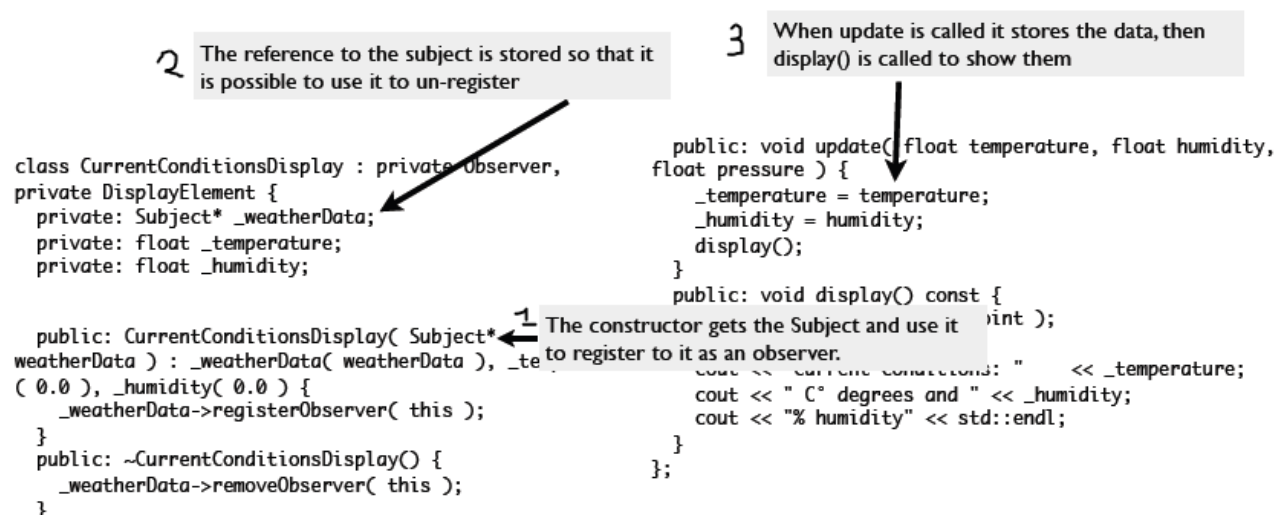 2
The reference to the subject is stored so that it
is possible to use it to un-register
3
When update is called it stores the data, then
display() is called to show them
class CurrentConditionsDisplay : private Observer,
private DisplayElement {
private: Subject* _weatherData;
private: float _temperature;
private: float _humidity;
1
The constructor gets the Subject and use it
to register to it as an observer.
public: CurrentConditionsDisplay( Subject*
weatherData ) : _weatherData( weatherData ),
( 0.0 ), _humidity( 0.0 ) {
_weatherData->registerObserver( this );
}
public: ~CurrentConditionsDisplay() {
_weatherData->removeObserver( this );
}
public: void update( float temperature, float humidity,
float pressure ) {
_temperature = temperature;
_humidity = humidity;
display();
}
public: void display() const {
);
cout << "Current conditions: " << _temperature;
cout << " C° degrees and " << _humidity;
cout << "% humidity" << std::endl;
}
};